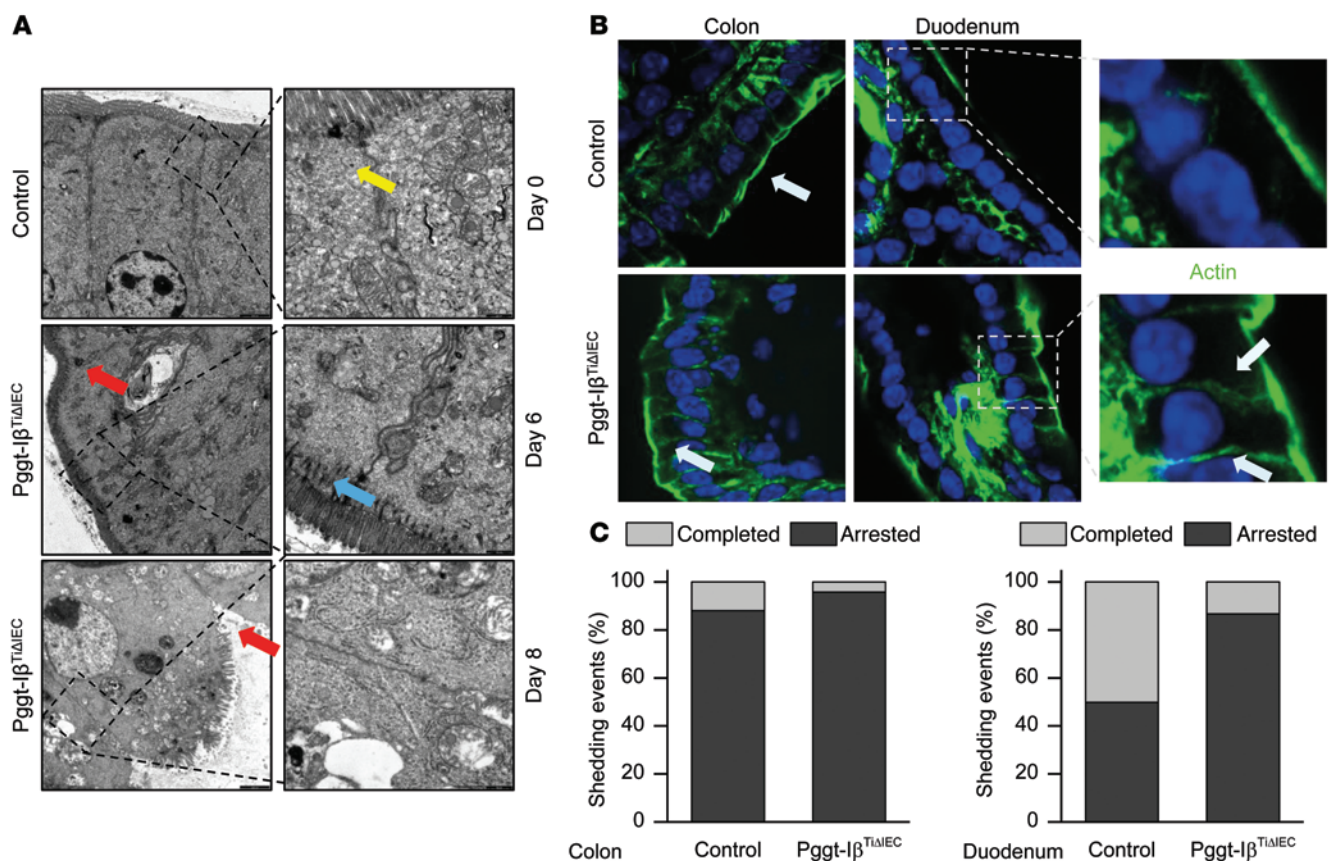 A
Control
Day 0
Pggt-Iβ^TiΔIEC
Day 6
Pggt-Iβ^TiΔIEC
Day 8
B
Colon
Duodenum
Control
Actin
Pggt-Iβ^TiΔIEC
C
Completed
Arrested
Shedding events (%)
100
80
60
40
20
0
Colon
Control
Pggt-Iβ^TiΔIEC
Completed
Arrested
Shedding events (%)
100
80
60
40
20
0
Duodenum
Control
Pggt-Iβ^TiΔIEC